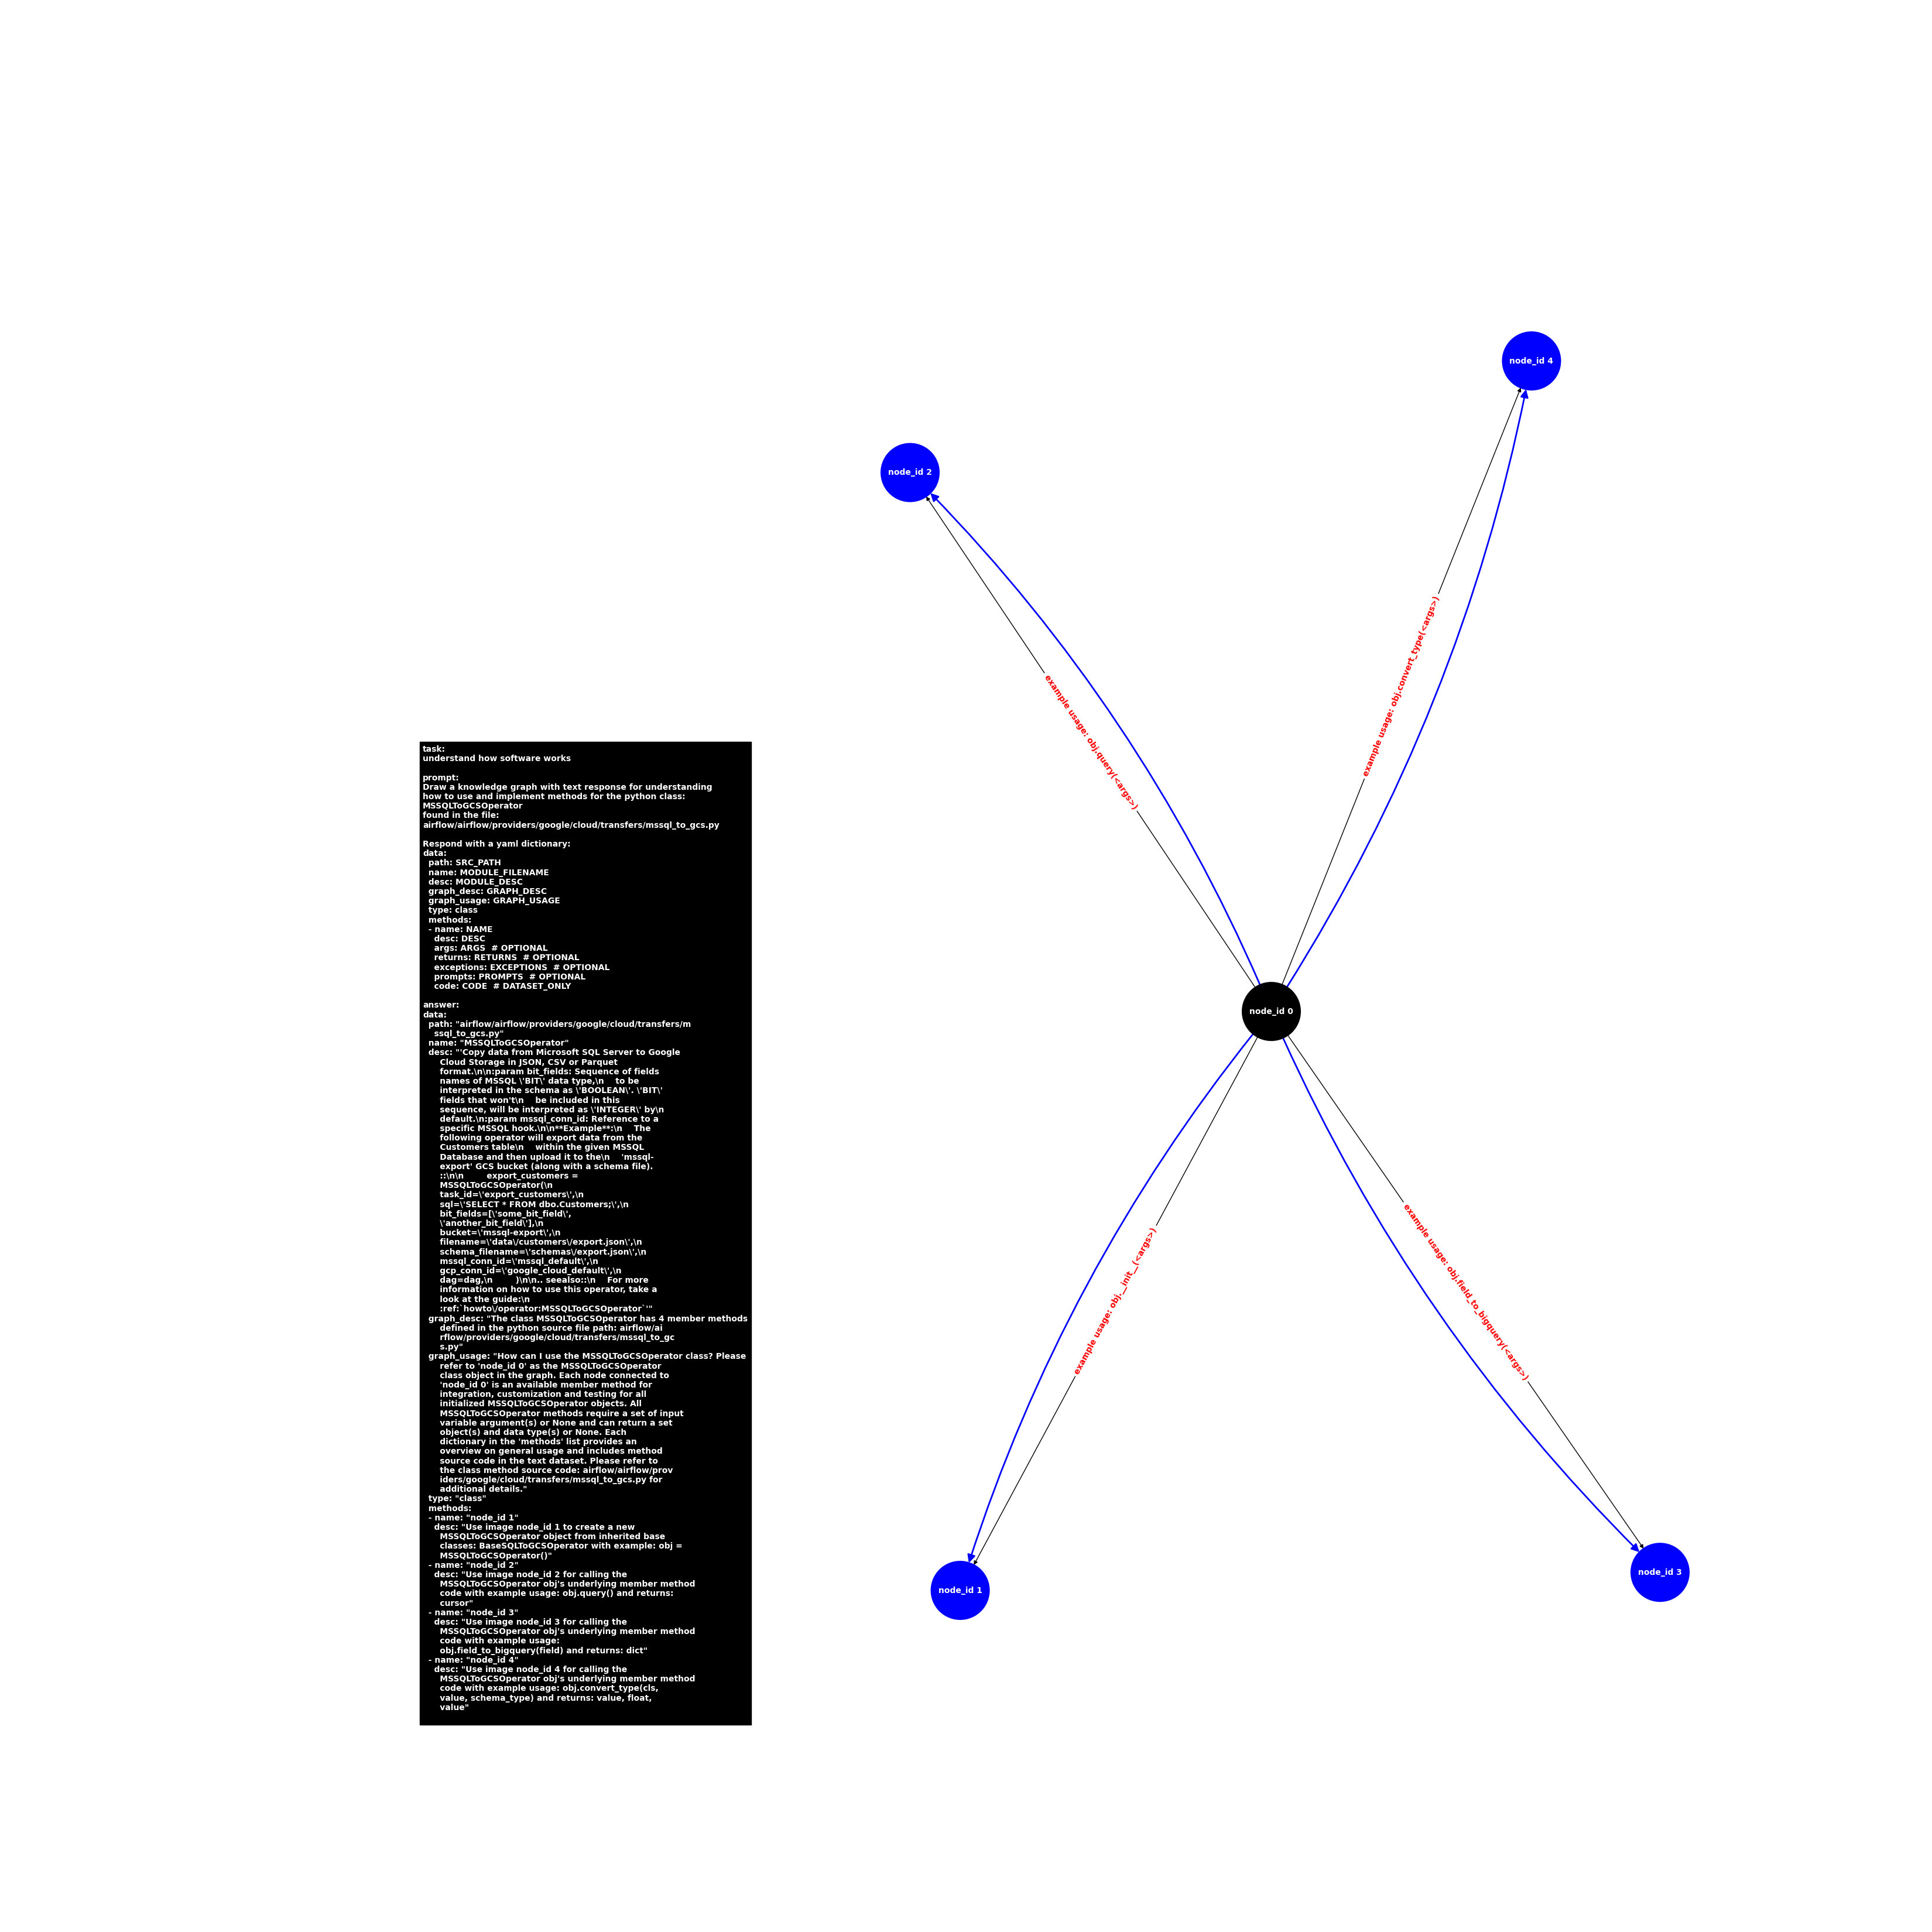 task:
understand how software works

prompt:
Draw a knowledge graph with text response for understanding
how to use and implement methods for the python class:
MSSQLToGCSOperator
found in the file:
airflow/airflow/providers/google/cloud/transfers/mssql_to_gcs.py

Respond with a yaml dictionary:
data:
  path: SRC_PATH
  name: MODULE_FILENAME
  desc: MODULE_DESC
  graph_desc: GRAPH_DESC
  graph_usage: GRAPH_USAGE
  type: class
  methods:
  - name: NAME
    desc: DESC
    args: ARGS  # OPTIONAL
    returns: RETURNS  # OPTIONAL
    exceptions: EXCEPTIONS  # OPTIONAL
    prompts: PROMPTS  # OPTIONAL
    code: CODE  # DATASET_ONLY

answer:
data:
  path: "airflow/airflow/providers/google/cloud/transfers/m
    ssql_to_gcs.py"
  name: "MSSQLToGCSOperator"
  desc: "'Copy data from Microsoft SQL Server to Google
      Cloud Storage in JSON, CSV or Parquet
      format.\n\n:param bit_fields: Sequence of fields
      names of MSSQL \'BIT\' data type,\n    to be
      interpreted in the schema as \'BOOLEAN\'. \'BIT\'
      fields that won't\n    be included in this
      sequence, will be interpreted as \'INTEGER\' by\n
      default.\n:param mssql_conn_id: Reference to a
      specific MSSQL hook.\n\n**Example**:\n    The
      following operator will export data from the
      Customers table\n    within the given MSSQL
      Database and then upload it to the\n    'mssql-
      export' GCS bucket (along with a schema file).
      ::\n\n        export_customers =
      MSSQLToGCSOperator(\n
      task_id=\'export_customers\',\n
      sql=\'SELECT * FROM dbo.Customers;\',\n
      bit_fields=[\'some_bit_field\',
      \'another_bit_field\'],\n
      bucket=\'mssql-export\',\n
      filename=\'data\/customers\/export.json\',\n
      schema_filename=\'schemas\/export.json\',\n
      mssql_conn_id=\'mssql_default\',\n
      gcp_conn_id=\'google_cloud_default\',\n
      dag=dag,\n        )\n\n.. seealso::\n    For more
      information on how to use this operator, take a
      look at the guide:\n
      :ref:`howto\/operator:MSSQLToGCSOperator`'"
  graph_desc: "The class MSSQLToGCSOperator has 4 member methods
      defined in the python source file path: airflow/ai
      rflow/providers/google/cloud/transfers/mssql_to_gc
      s.py"
  graph_usage: "How can I use the MSSQLToGCSOperator class? Please
      refer to 'node_id 0' as the MSSQLToGCSOperator
      class object in the graph. Each node connected to
      'node_id 0' is an available member method for
      integration, customization and testing for all
      initialized MSSQLToGCSOperator objects. All
      MSSQLToGCSOperator methods require a set of input
      variable argument(s) or None and can return a set
      object(s) and data type(s) or None. Each
      dictionary in the 'methods' list provides an
      overview on general usage and includes method
      source code in the text dataset. Please refer to
      the class method source code: airflow/airflow/prov
      iders/google/cloud/transfers/mssql_to_gcs.py for
      additional details."
  type: "class"
  methods:
  - name: "node_id 1"
    desc: "Use image node_id 1 to create a new
      MSSQLToGCSOperator object from inherited base
      classes: BaseSQLToGCSOperator with example: obj =
      MSSQLToGCSOperator()"
  - name: "node_id 2"
    desc: "Use image node_id 2 for calling the
      MSSQLToGCSOperator obj's underlying member method
      code with example usage: obj.query() and returns:
      cursor"
  - name: "node_id 3"
    desc: "Use image node_id 3 for calling the
      MSSQLToGCSOperator obj's underlying member method
      code with example usage:
      obj.field_to_bigquery(field) and returns: dict"
  - name: "node_id 4"
    desc: "Use image node_id 4 for calling the
      MSSQLToGCSOperator obj's underlying member method
      code with example usage: obj.convert_type(cls,
      value, schema_type) and returns: value, float,
      value"
node_id 4
node_id 2
example usage: obj.convert_type(<args>)
example usage: obj.query(<args>)
node_id 0
example usage: obj.__init__(<args>)
example usage: obj.field_to_bigquery(<args>)
node_id 3
node_id 1